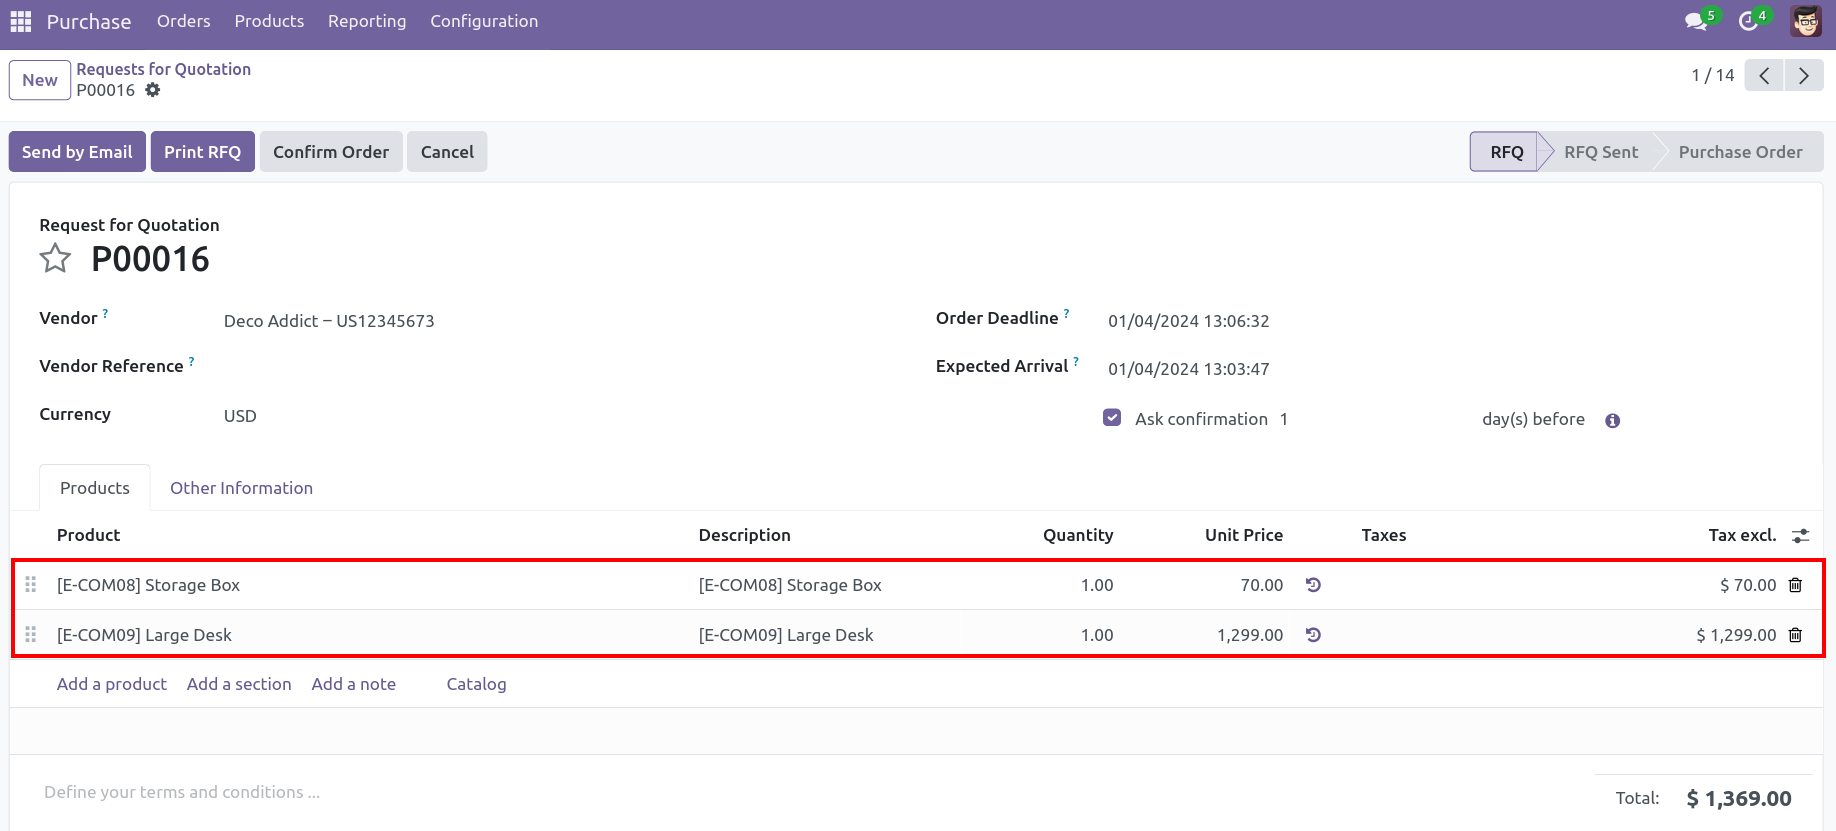 Purchase Orders Products Reporting Configuration 5 4
New Requests for Quotation
P00016
1 / 14
Send by Email Print RFQ Confirm Order Cancel RFQ RFQ Sent Purchase Order
Request for Quotation
P00016
Vendor ? Deco Addict – US12345673 Order Deadline ? 01/04/2024 13:06:32
Vendor Reference ? Expected Arrival ? 01/04/2024 13:03:47
Currency USD Ask confirmation 1 day(s) before
Products Other Information
Product Description Quantity Unit Price Taxes Tax excl.
[E-COM08] Storage Box [E-COM08] Storage Box 1.00 70.00 $ 70.00
[E-COM09] Large Desk [E-COM09] Large Desk 1.00 1,299.00 $ 1,299.00
Add a product Add a section Add a note Catalog
Define your terms and conditions ... Total: $ 1,369.00